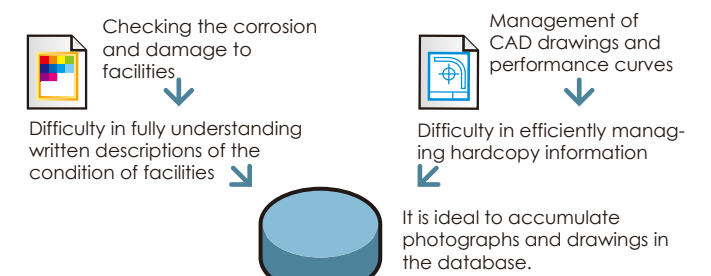 Checking the corrosion
and damage to
facilities
Difficulty in fully understanding
written descriptions of the
condition of facilities
Management of
CAD drawings and
performance curves
Difficulty in efficiently manag-
ing hardcopy information
It is ideal to accumulate
photographs and drawings in
the database.